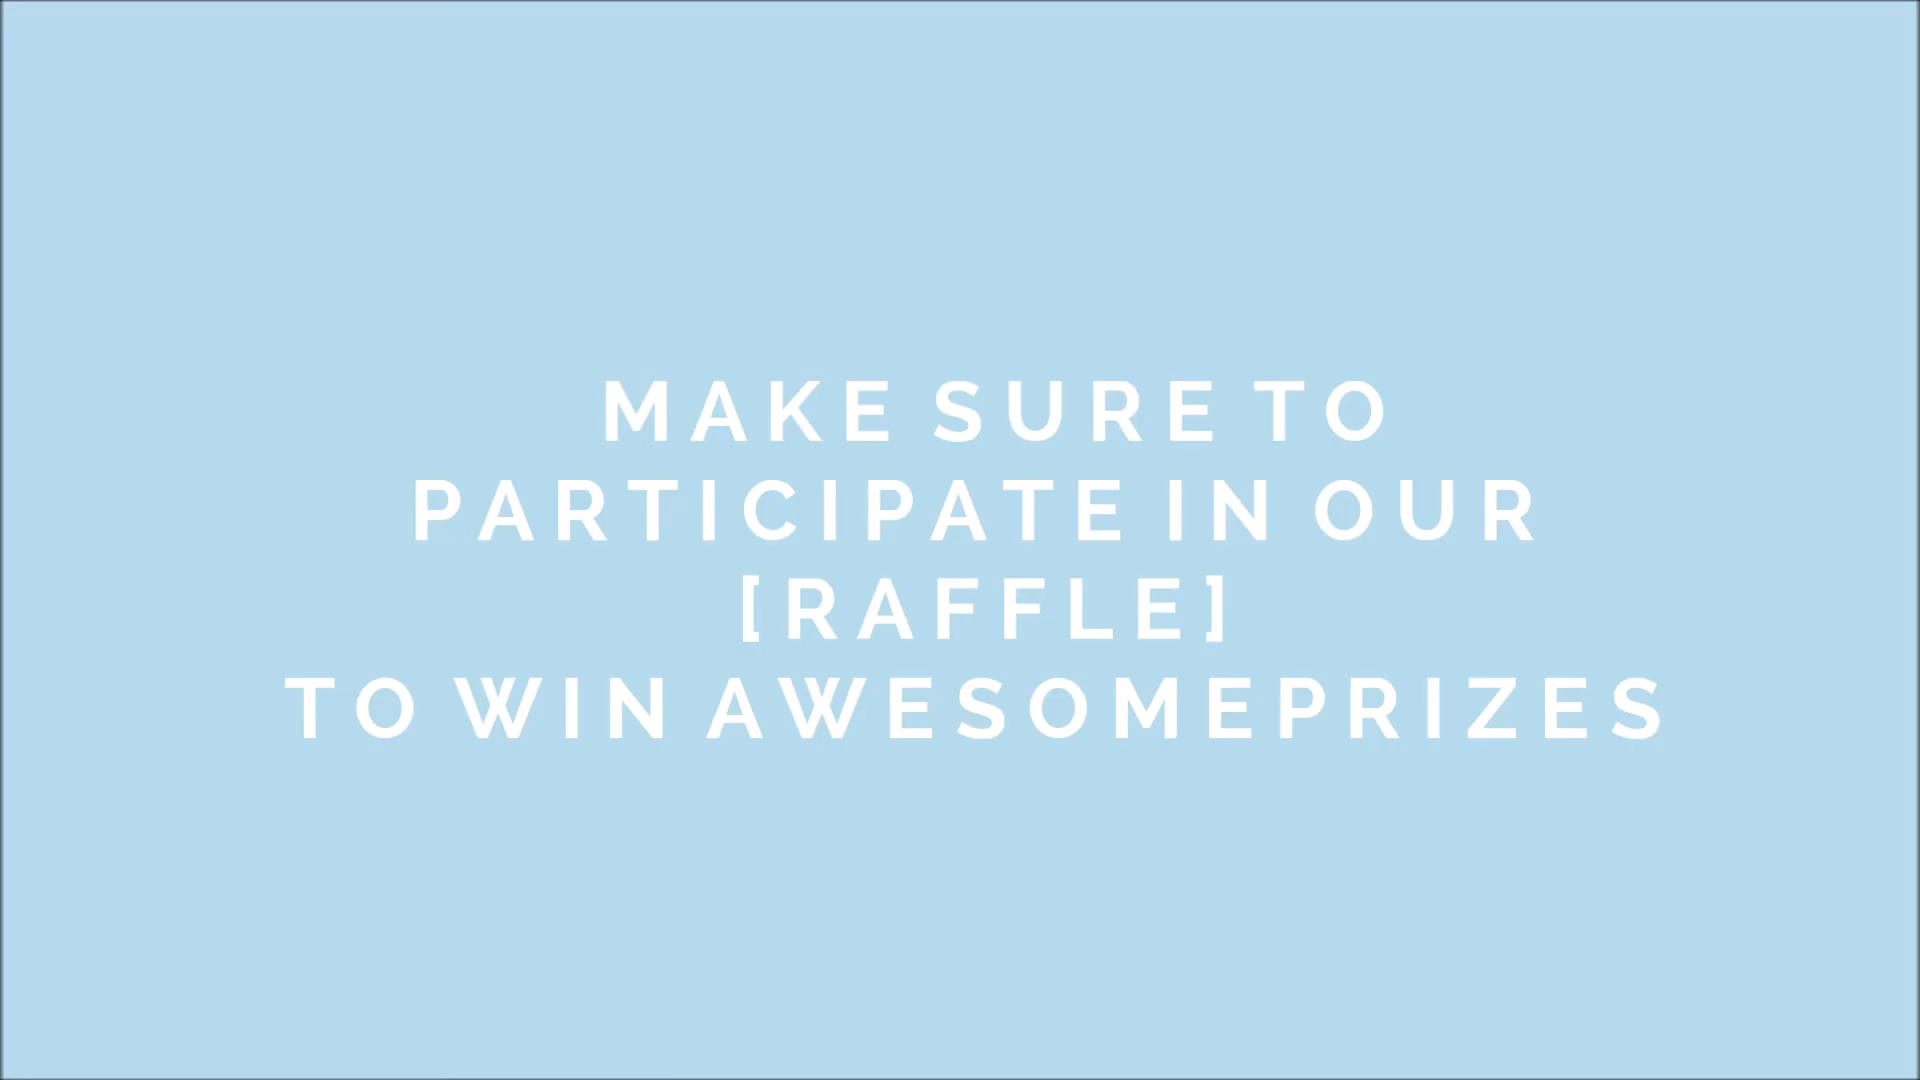 MAKE SURE TO
PARTICIPATE IN OUR
[RAFFLE]
TO WIN AWESOMEPRIZES